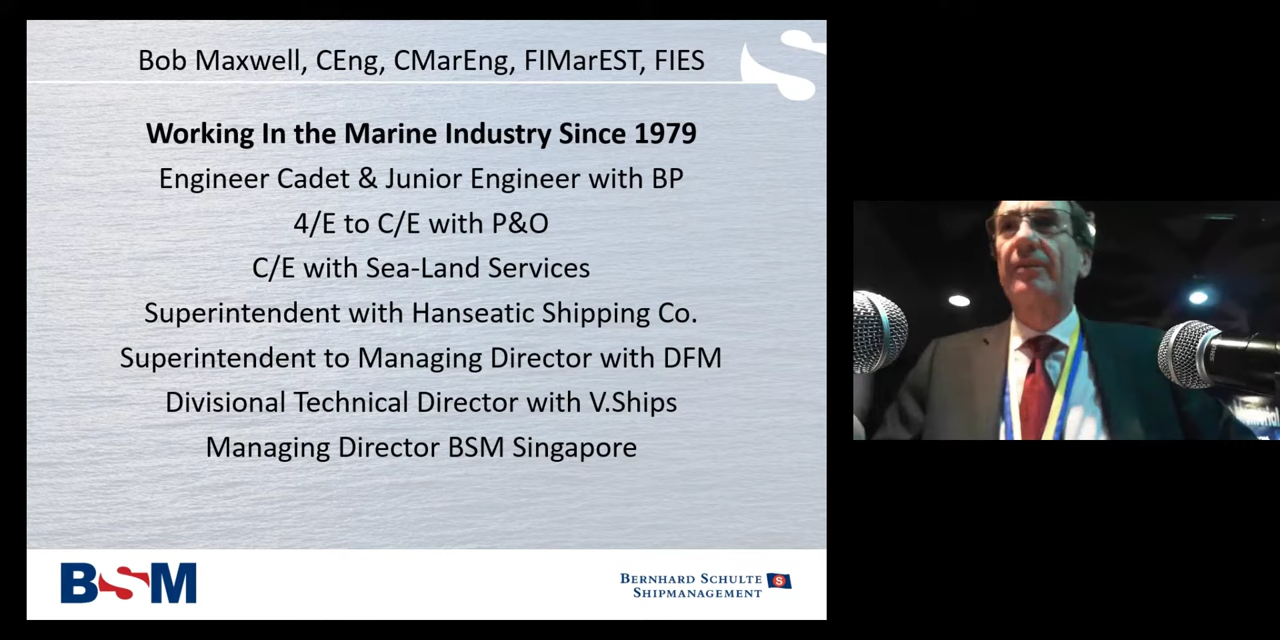 Bob Maxwell, CEng, CMarEng, FIMarEST, FIES
Working In the Marine Industry Since 1979
Engineer Cadet & Junior Engineer with BP
4/E to C/E with P&O
C/E with Sea-Land Services
Superintendent with Hanseatic Shipping Co.
Superintendent to Managing Director with DFM
Divisional Technical Director with V.Ships
Managing Director BSM Singapore
BSM
BERNHARD SCHULTE
SHIPMANAGEMENT
S